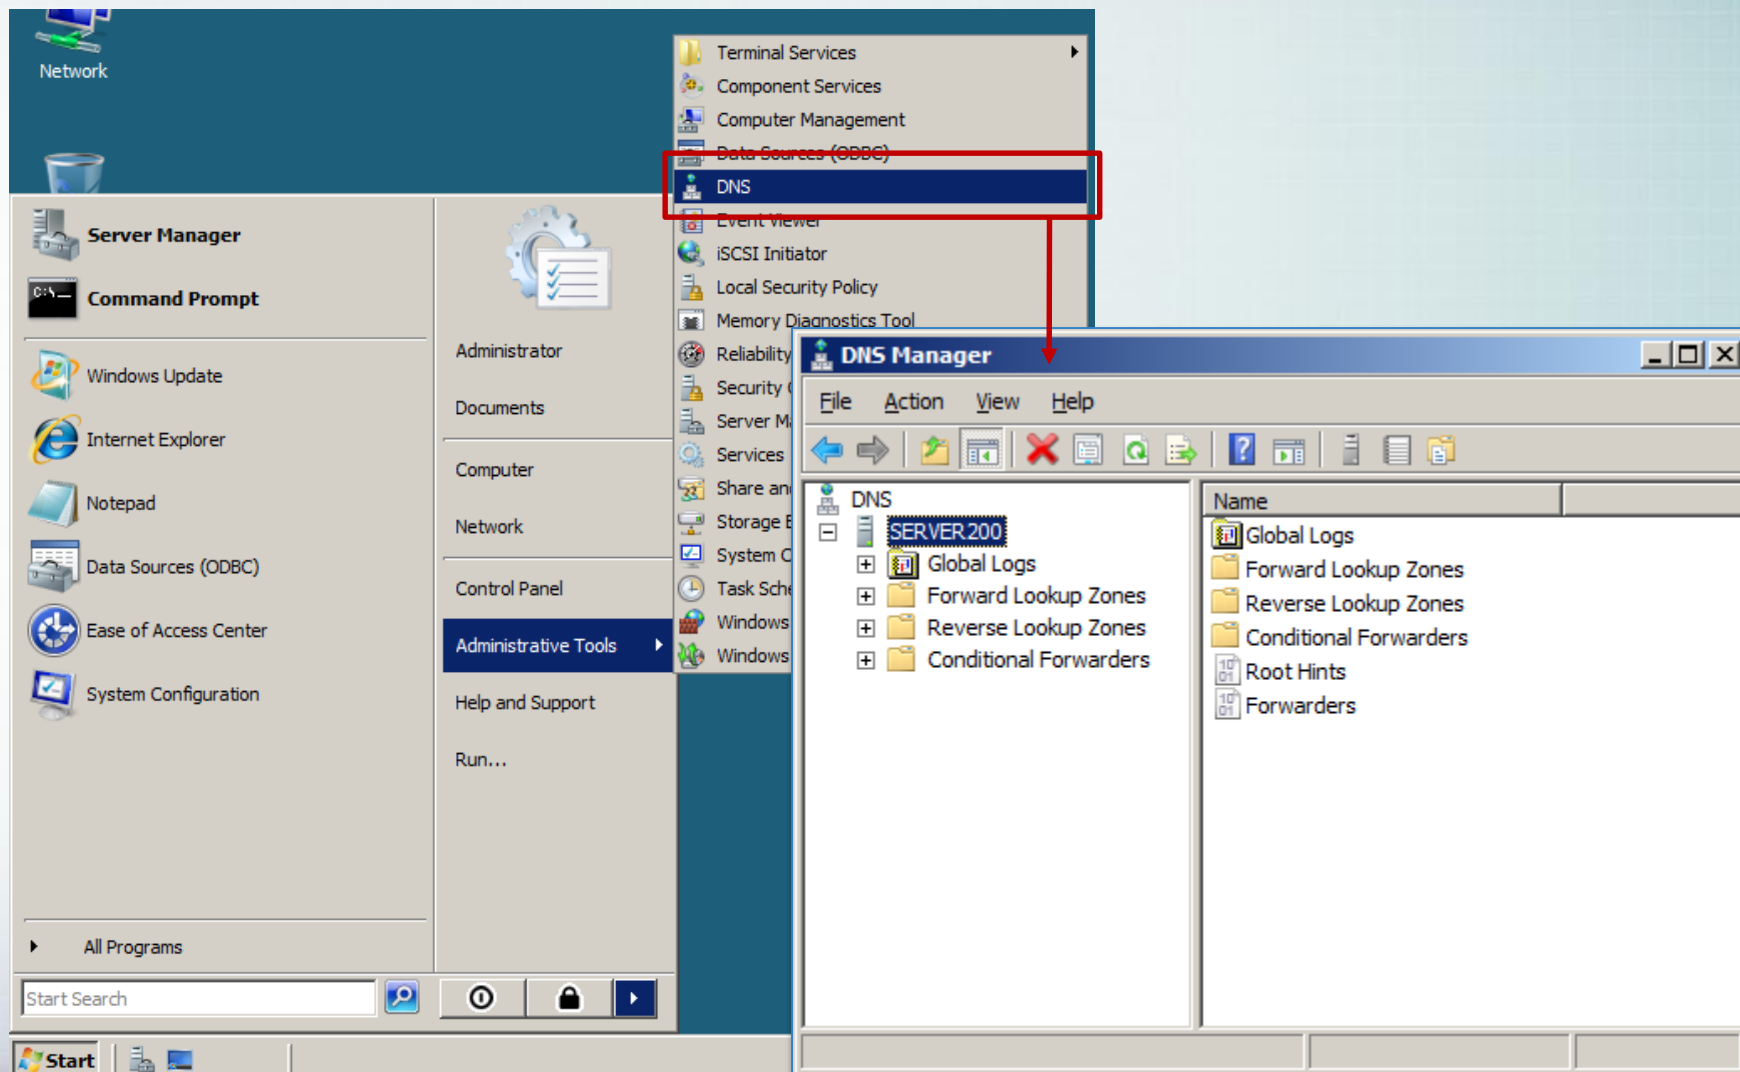 Network
Terminal Services
Component Services
Computer Management
Data Sources (ODBC)
DNS
Event Viewer
iSCSI Initiator
Local Security Policy
Memory Diagnostics Tool
Reliability
Security
Server M
Services
Share an
Storage E
System C
Task Sche
Windows
Windows
Server Manager
Command Prompt
Windows Update
Internet Explorer
Notepad
Data Sources (ODBC)
Ease of Access Center
System Configuration
All Programs
Start Search
Administrator
Documents
Computer
Network
Control Panel
Administrative Tools
Help and Support
Run...
Start
DNS Manager
File Action View Help
DNS
SERVER200
Global Logs
Forward Lookup Zones
Reverse Lookup Zones
Conditional Forwarders
Name
Global Logs
Forward Lookup Zones
Reverse Lookup Zones
Conditional Forwarders
Root Hints
Forwarders